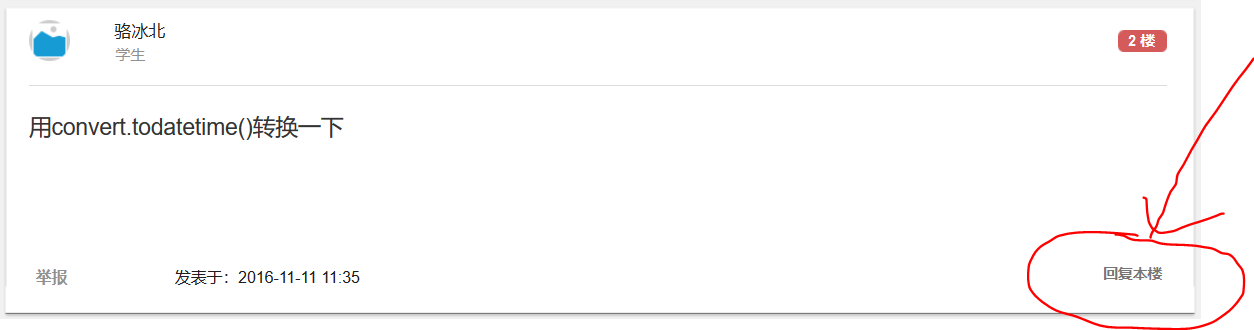 骆冰北
学生
2 楼
用convert.todatetime()转换一下
举报
发表于：2016-11-11 11:35
回复本楼